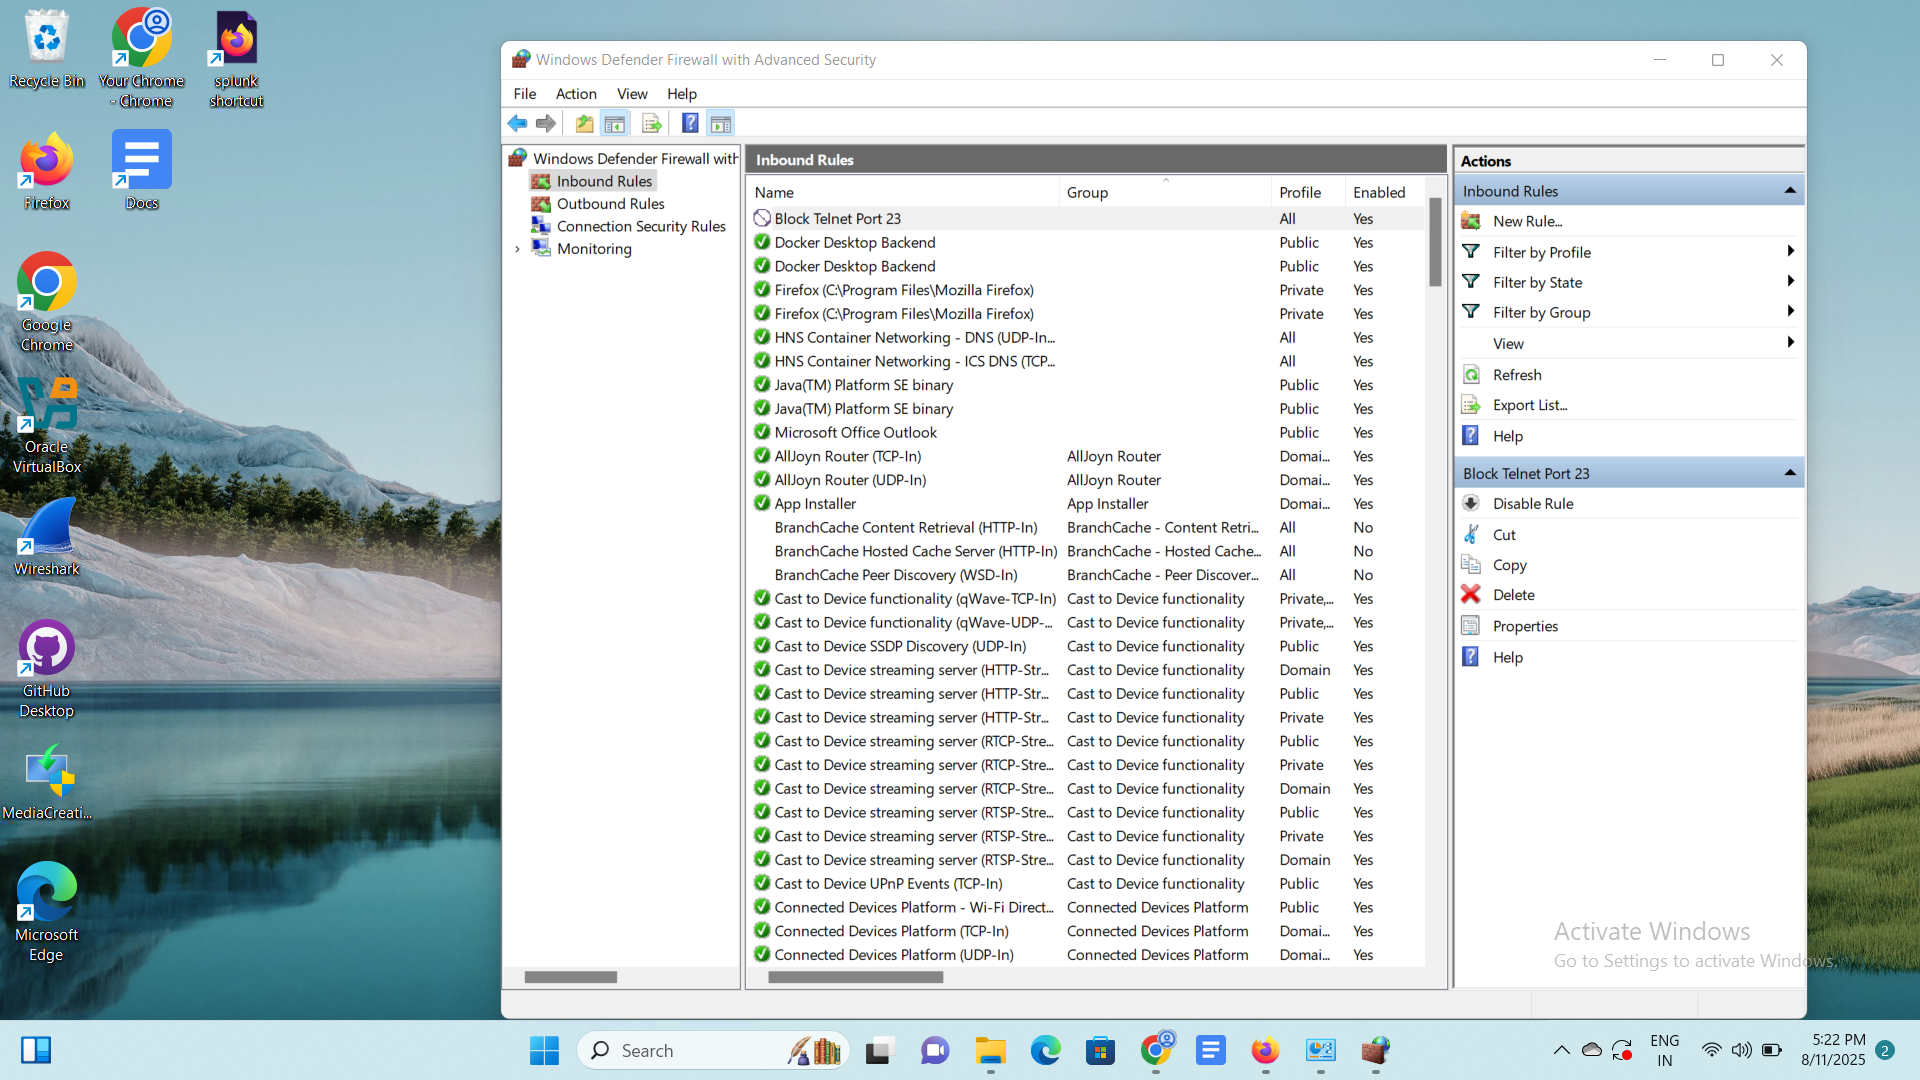 Recycle Bin
Your Chrome
- Chrome
splunk
shortcut
Firefox
Docs
Google
Chrome
Oracle
VirtualBox
Wireshark
GitHub
Desktop
MediaCreati...
Microsoft
Edge
Windows Defender Firewall with Advanced Security
File Action View Help
Windows Defender Firewall with
Inbound Rules
Outbound Rules
Connection Security Rules
Monitoring
Inbound Rules
Name Group Profile Enabled
Block Telnet Port 23 All Yes
Docker Desktop Backend Public Yes
Docker Desktop Backend Public Yes
Firefox (C:\Program Files\Mozilla Firefox) Private Yes
Firefox (C:\Program Files\Mozilla Firefox) Private Yes
HNS Container Networking - DNS (UDP-In... All Yes
HNS Container Networking - ICS DNS (TCP... All Yes
Java(TM) Platform SE binary Public Yes
Java(TM) Platform SE binary Public Yes
Microsoft Office Outlook Public Yes
AllJoyn Router (TCP-In) AllJoyn Router Domai... Yes
AllJoyn Router (UDP-In) AllJoyn Router Domai... Yes
App Installer App Installer Domai... Yes
BranchCache Content Retrieval (HTTP-In) BranchCache - Content Retri... All No
BranchCache Hosted Cache Server (HTTP-In) BranchCache - Hosted Cache... All No
BranchCache Peer Discovery (WSD-In) BranchCache - Peer Discover... All No
Cast to Device functionality (qWave-TCP-In) Cast to Device functionality Private,... Yes
Cast to Device functionality (qWave-UDP-... Cast to Device functionality Private,... Yes
Cast to Device SSDP Discovery (UDP-In) Cast to Device functionality Public Yes
Cast to Device streaming server (HTTP-Str... Cast to Device functionality Domain Yes
Cast to Device streaming server (HTTP-Str... Cast to Device functionality Public Yes
Cast to Device streaming server (HTTP-Str... Cast to Device functionality Private Yes
Cast to Device streaming server (RTCP-Stre... Cast to Device functionality Public Yes
Cast to Device streaming server (RTCP-Stre... Cast to Device functionality Private Yes
Cast to Device streaming server (RTCP-Stre... Cast to Device functionality Domain Yes
Cast to Device streaming server (RTSP-Stre... Cast to Device functionality Public Yes
Cast to Device streaming server (RTSP-Stre... Cast to Device functionality Private Yes
Cast to Device streaming server (RTSP-Stre... Cast to Device functionality Domain Yes
Cast to Device UPnP Events (TCP-In) Cast to Device functionality Public Yes
Connected Devices Platform - Wi-Fi Direct... Connected Devices Platform Public Yes
Connected Devices Platform (TCP-In) Connected Devices Platform Domai... Yes
Connected Devices Platform (UDP-In) Connected Devices Platform Domai... Yes
Actions
Inbound Rules
New Rule...
Filter by Profile
Filter by State
Filter by Group
View
Refresh
Export List...
Help
Block Telnet Port 23
Disable Rule
Cut
Copy
Delete
Properties
Help
Activate Windows
Go to Settings to activate Windows.
Search
ENG
IN
5:22 PM
8/11/2025
2